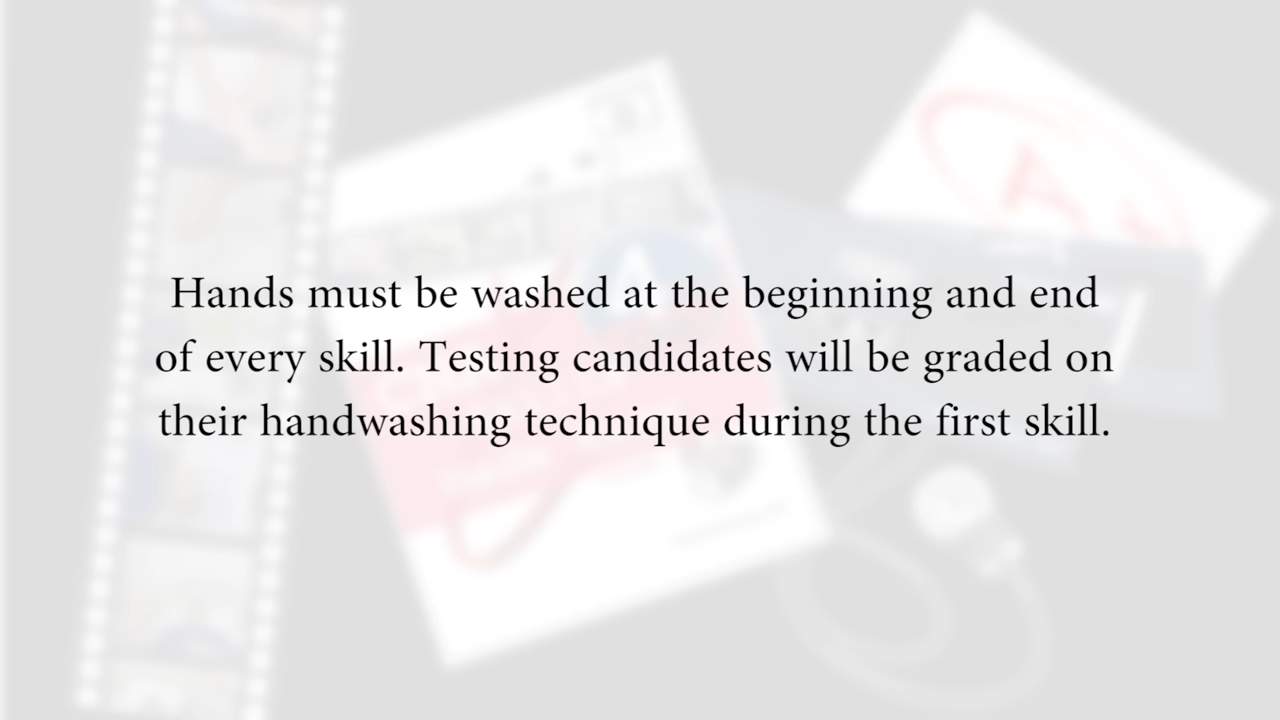 Hands must be washed at the beginning and end
of every skill. Testing candidates will be graded on
their handwashing technique during the first skill.